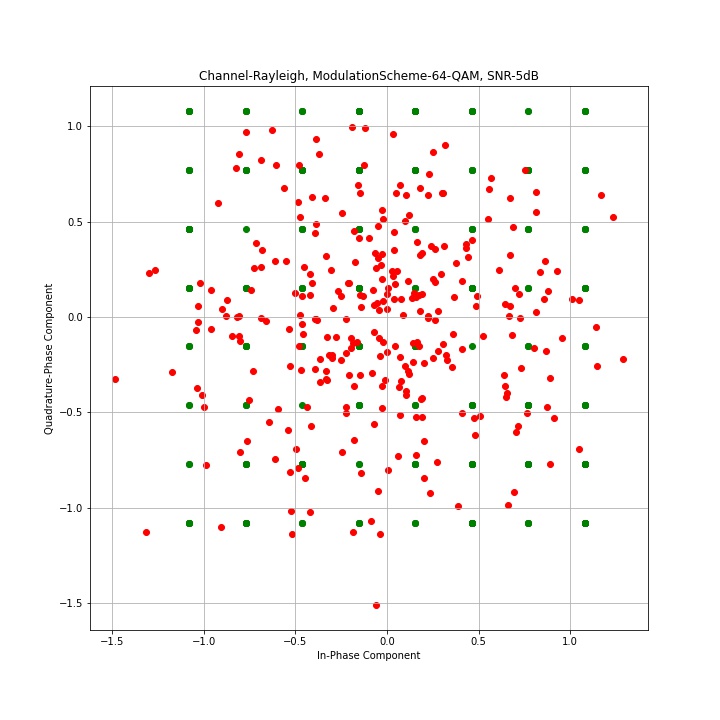 Channel-Rayleigh, ModulationScheme-64-QAM, SNR-5dB
1.0
0.5
0.0
−0.5
−1.0
−1.5
Quadrature-Phase Component
−1.5 −1.0 −0.5 0.0 0.5 1.0
In-Phase Component